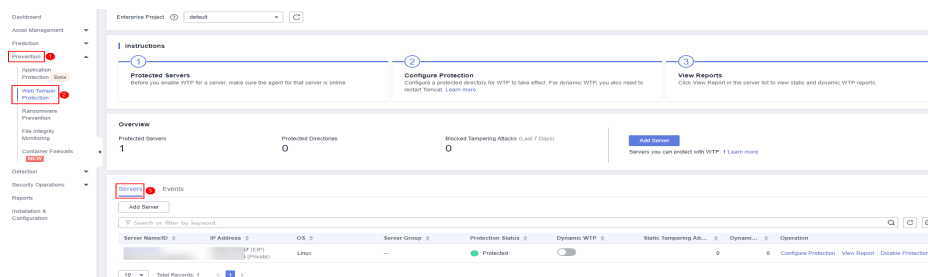 Dashboard
Asset Management
Prediction
Prevention 1
Application
Protection Beta
Web Tamper
Protection 2
Ransomware
Prevention
File Integrity
Monitoring
Container Firewalls
NEW
Detection
Security Operations
Reports
Installation &
Configuration
Enterprise Project ? default
Instructions
1
Protected Servers
Before you enable WTP for a server, make sure the agent for that server is online.
2
Configure Protection
Configure a protected directory for WTP to take effect. For dynamic WTP, you also need to
restart Tomcat. Learn more
3
View Reports
Click View Report in the server list to view static and dynamic WTP reports.
Overview
Protected Servers
1
Protected Directories
0
Blocked Tampering Attacks (Last 7 Days)
0
Add Server
Servers you can protect with WTP: 1 Learn more
Servers 3 Events
Add Server
Search or filter by keyword.
Server Name/ID IP Address OS Server Group Protection Status Dynamic WTP Static Tampering Att... Dynami... Operation
(EIP)
(Private)
Linux -- Protected 0 0 Configure Protection View Report Disable Protection
10 Total Records: 1 < 1 >